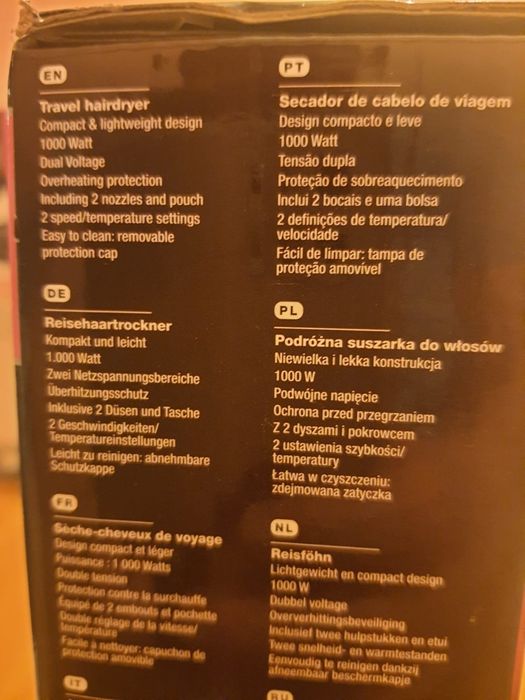 EN
Travel hairdryer
Compact & lightweight design
1000 Watt
Dual Voltage
Overheating protection
Including 2 nozzles and pouch
2 speed/temperature settings
Easy to clean: removable
protection cap
DE
Reisehaartrockner
Kompakt und leicht
1.000 Watt
Zwei Netzspannungsbereiche
Überhitzungsschutz
Inklusive 2 Düsen und Tasche
2 Geschwindigkeiten/
Temperatureinstellungen
Leicht zu reinigen: abnehmbare
Schutzkappe
FR
Sèche-cheveux de voyage
Design compact et léger
Puissance : 1 000 Watts
Double tension
Protection contre la surchauffe
Équipé de 2 embouts et pochette
Double réglage de la vitesse/
température
Facile à nettoyer: capuchon de
protection amovible
IT
PT
Secador de cabelo de viagem
Design compacto e leve
1000 Watt
Tensão dupla
Proteção de sobreaquecimento
Inclui 2 bocais e uma bolsa
2 definições de temperatura/
velocidade
Fácil de limpar: tampa de
proteção amovível
PL
Podróżna suszarka do włosów
Niewielka i lekka konstrukcja
1000 W
Podwójne napięcie
Ochrona przed przegrzaniem
Z 2 dyszami i pokrowcem
2 ustawienia szybkości/
temperatury
Łatwa w czyszczeniu:
zdejmowana zatyczka
NL
Reisföhn
Lichtgewicht en compact design
1000 W
Dubbel voltage
Oververhittingsbeveiliging
Inclusief twee hulpstukken en etui
Twee snelheid- en warmtestanden
Eenvoudig te reinigen dankzij
afneembaar beschermkapje
RU